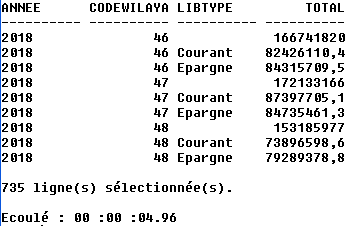 ANNEE CODEWILAYA LIBTYPE TOTAL
---------- ---------- ---------- ----------
2018 46 166741820
2018 46 Courant 82426110,4
2018 46 Epargne 84315709,5
2018 47 172133166
2018 47 Courant 87397705,1
2018 47 Epargne 84735461,3
2018 48 153185977
2018 48 Courant 73896598,6
2018 48 Epargne 79289378,8
735 ligne(s) sélectionnée(s).
Ecoulé : 00 :00 :04.96